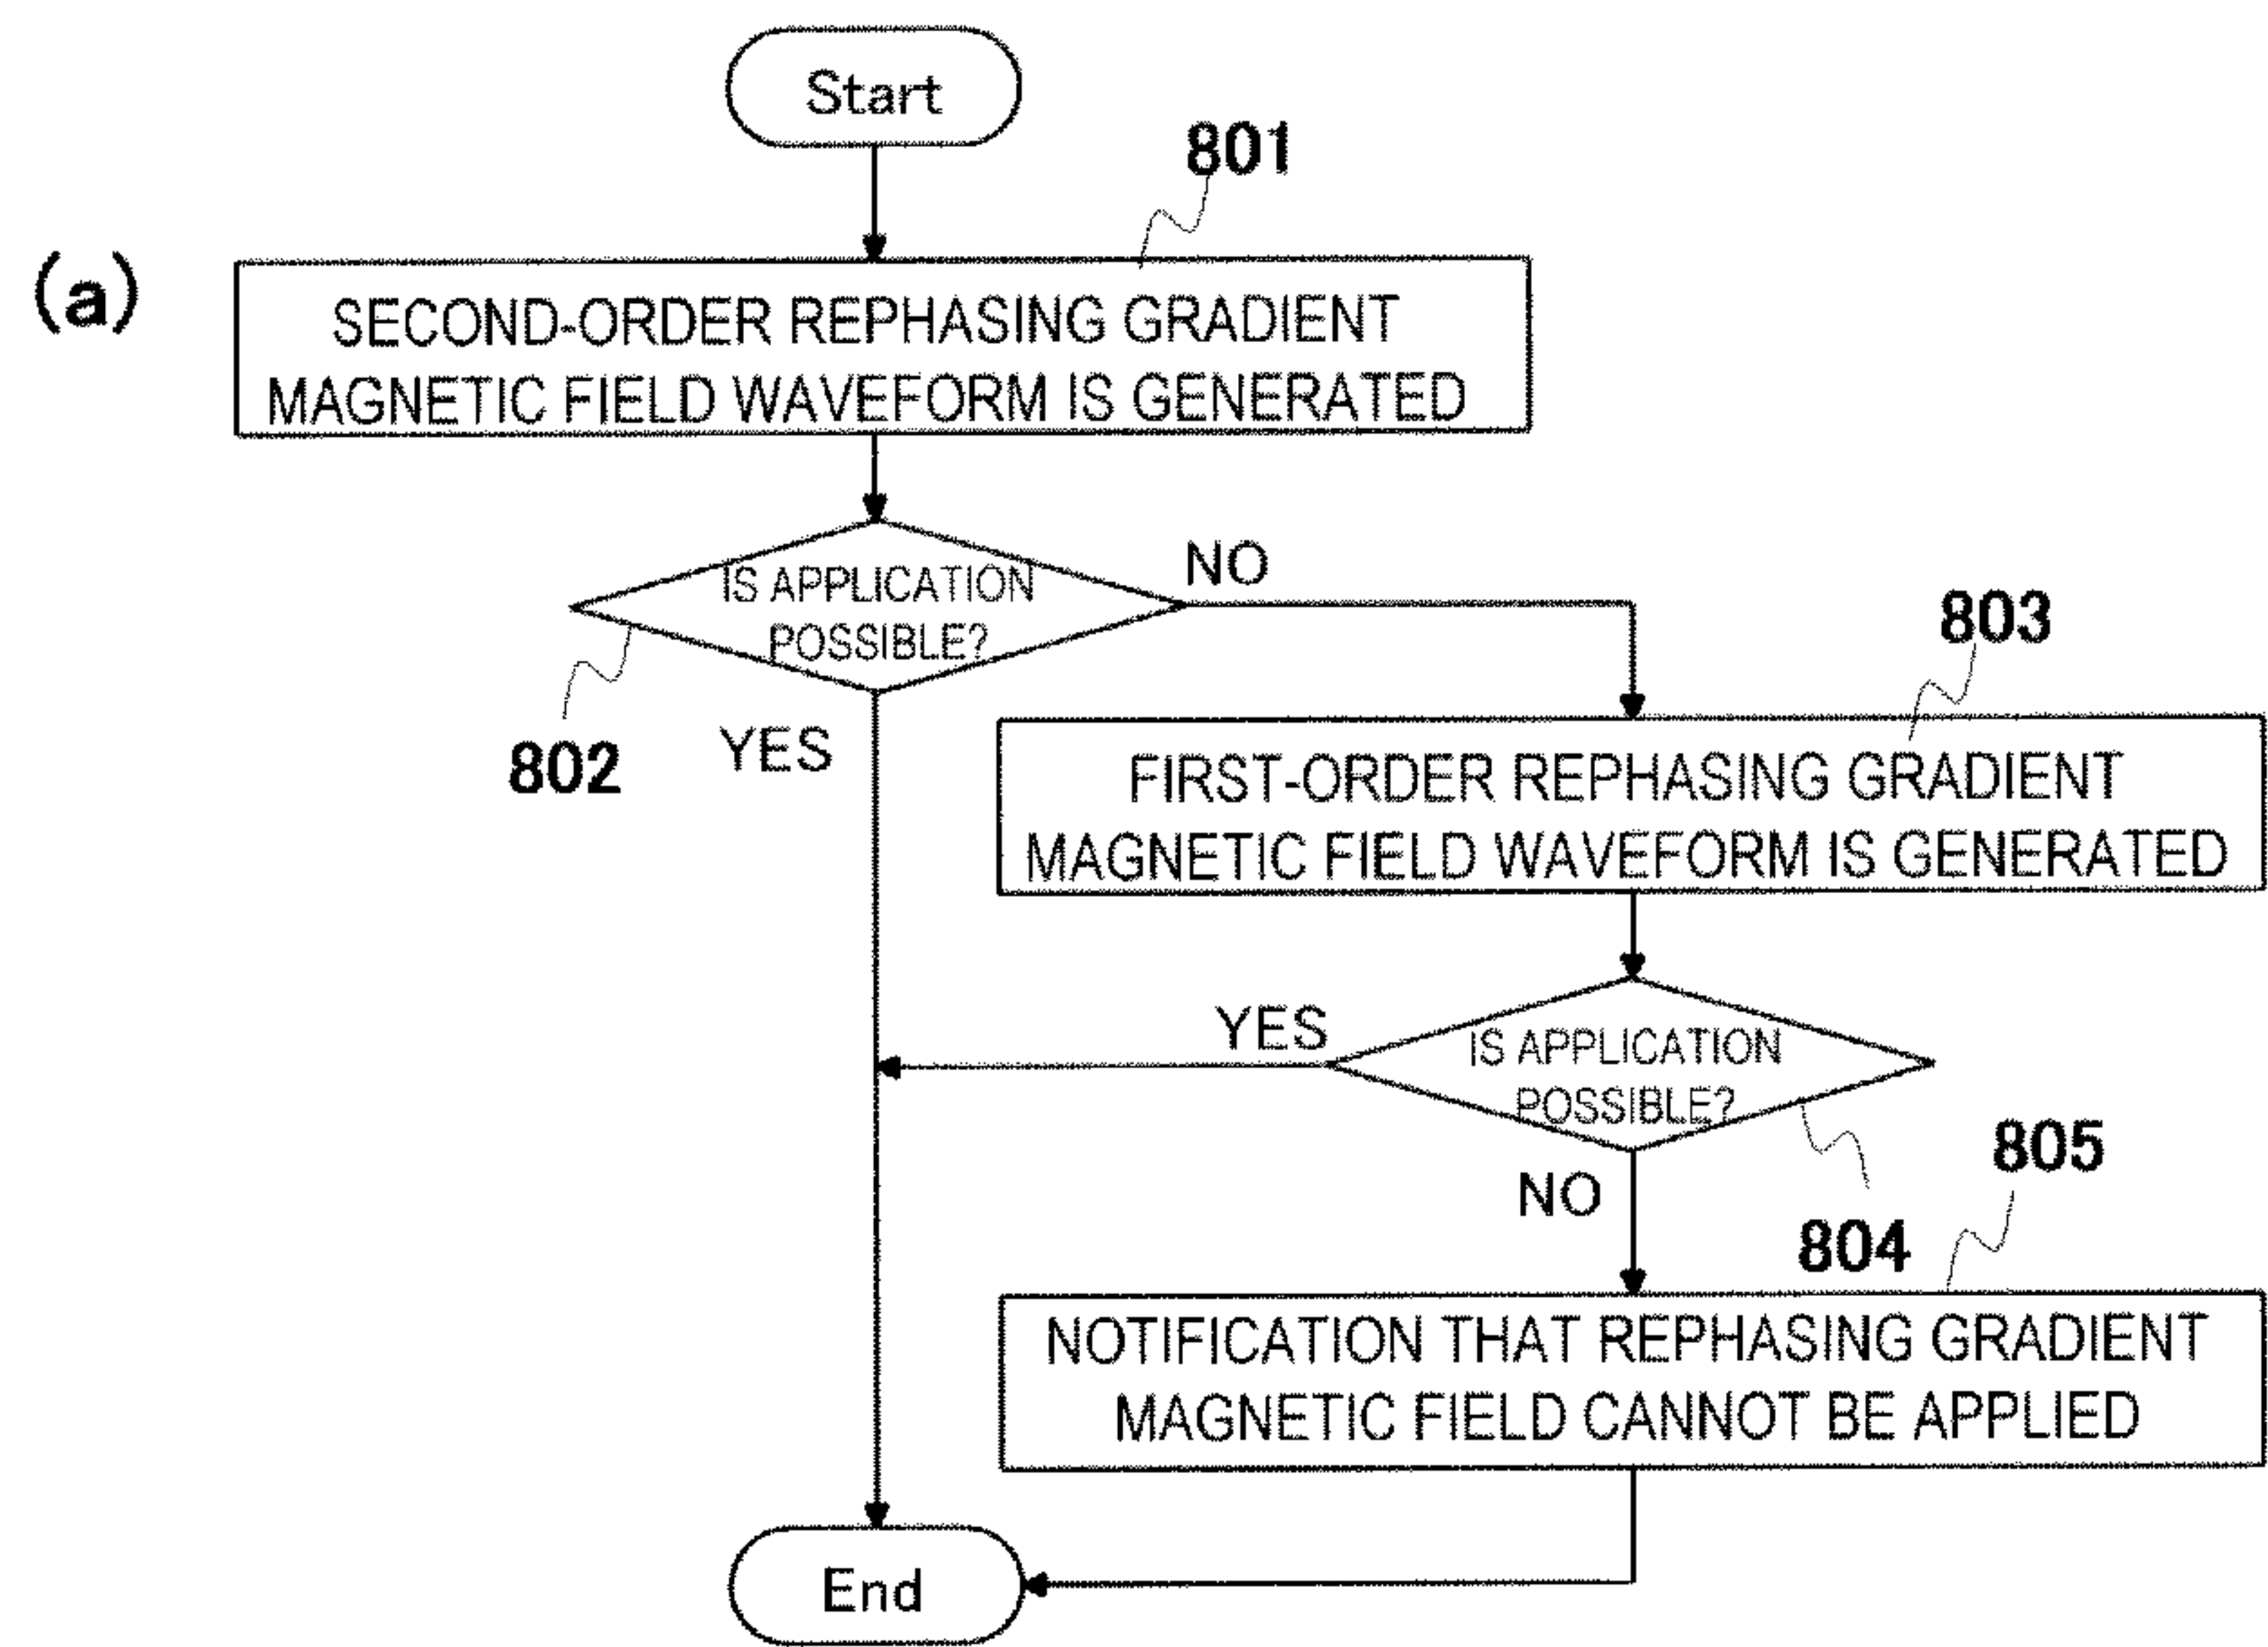 Start
801
(a)
SECOND-ORDER REPHASING GRADIENT
MAGNETIC FIELD WAVEFORM IS GENERATED
IS APPLICATION
POSSIBLE?
NO
802
YES
803
FIRST-ORDER REPHASING GRADIENT
MAGNETIC FIELD WAVEFORM IS GENERATED
IS APPLICATION
POSSIBLE?
YES
NO
804
805
NOTIFICATION THAT REPHASING GRADIENT
MAGNETIC FIELD CANNOT BE APPLIED
End